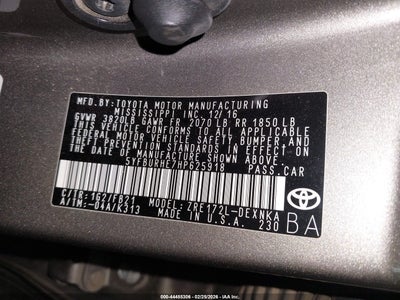 MFD.BY:TOYOTA MOTOR MANUFACTURING
MISSISSIPPI INC. 12/16
GVWR 3820LB GAWR FR 2070LB RR 1850LB
THIS VEHICLE CONFORMS TO ALL APPLICABLE
FEDERAL MOTOR VEHICLE SAFETY, BUMPER, AND
THEFT PREVENTION STANDARDS IN EFFECT ON
THE DATE OF MANUFACTURE SHOWN ABOVE.
5YFBURHE7HP625918 PASS.CAR
C/TR:1G2/FB21 MODEL:ZRE172L-DEXNKA
A/TM:-04A/K313 MADE IN U.S.A. 230
TOYOTA
BA
000-44455306 - 02/25/2026 - IAA, Inc.